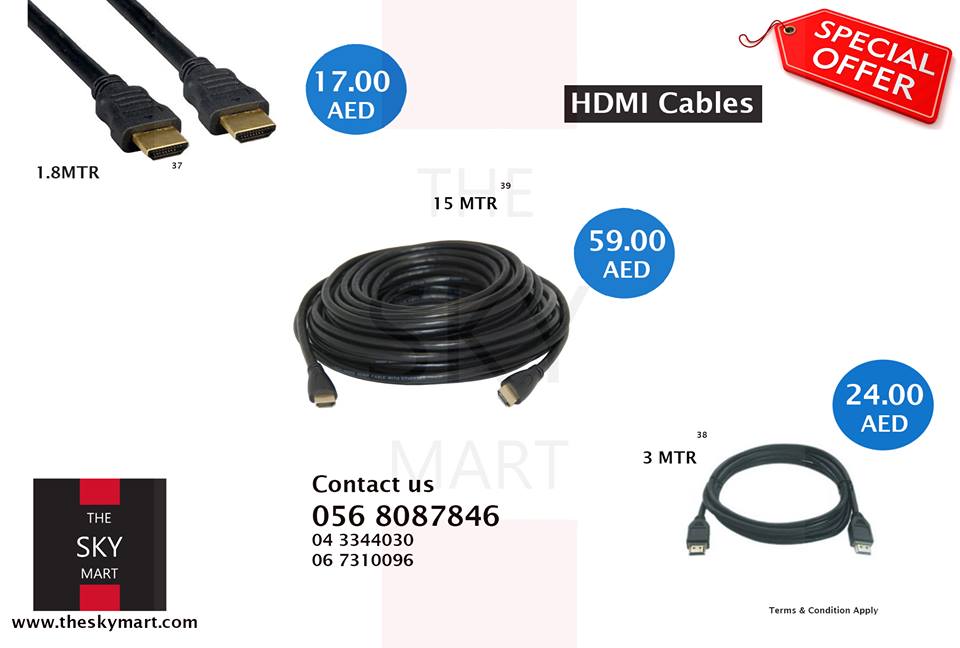 SPECIAL
OFFER
17.00
AED
HDMI Cables
1.8MTR
37
39
15 MTR
59.00
AED
24.00
AED
38
3 MTR
THE
SKY
MART
Contact us
056 8087846
04 3344030
06 7310096
THE
SKY
MART
www.theskymart.com
Terms & Condition Apply